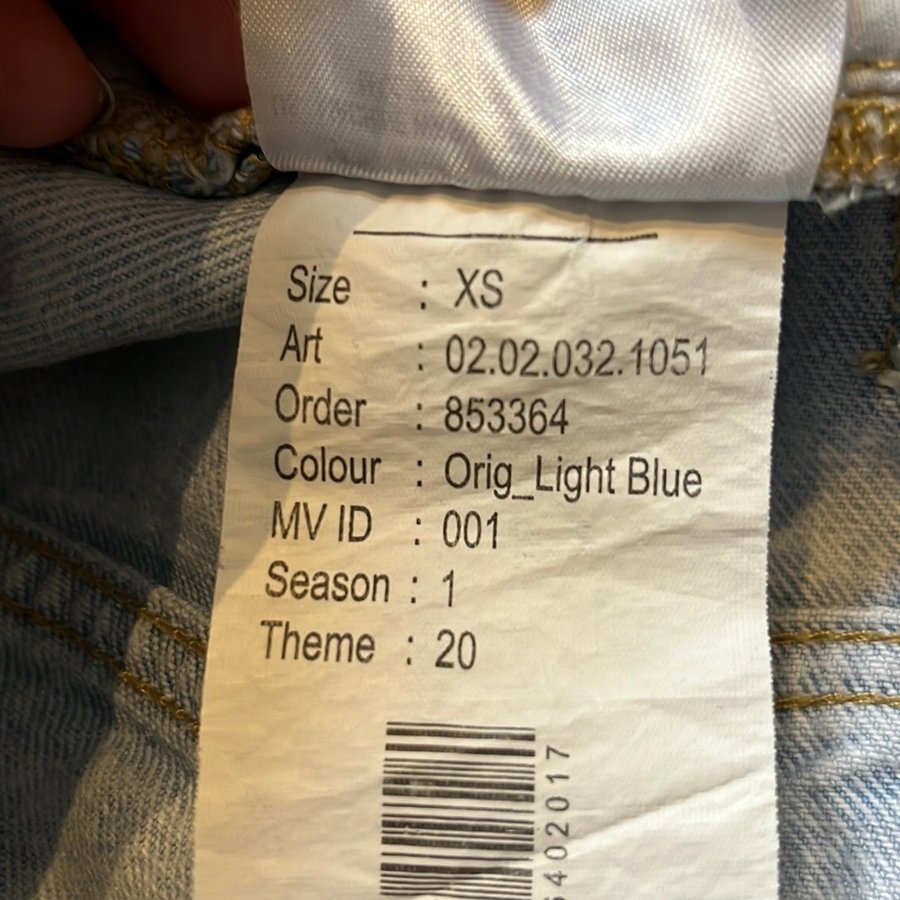 Size : XS
Art : 02.02.032.1051
Order : 853364
Colour : Orig_Light Blue
MV ID : 001
Season : 1
Theme : 20
402017